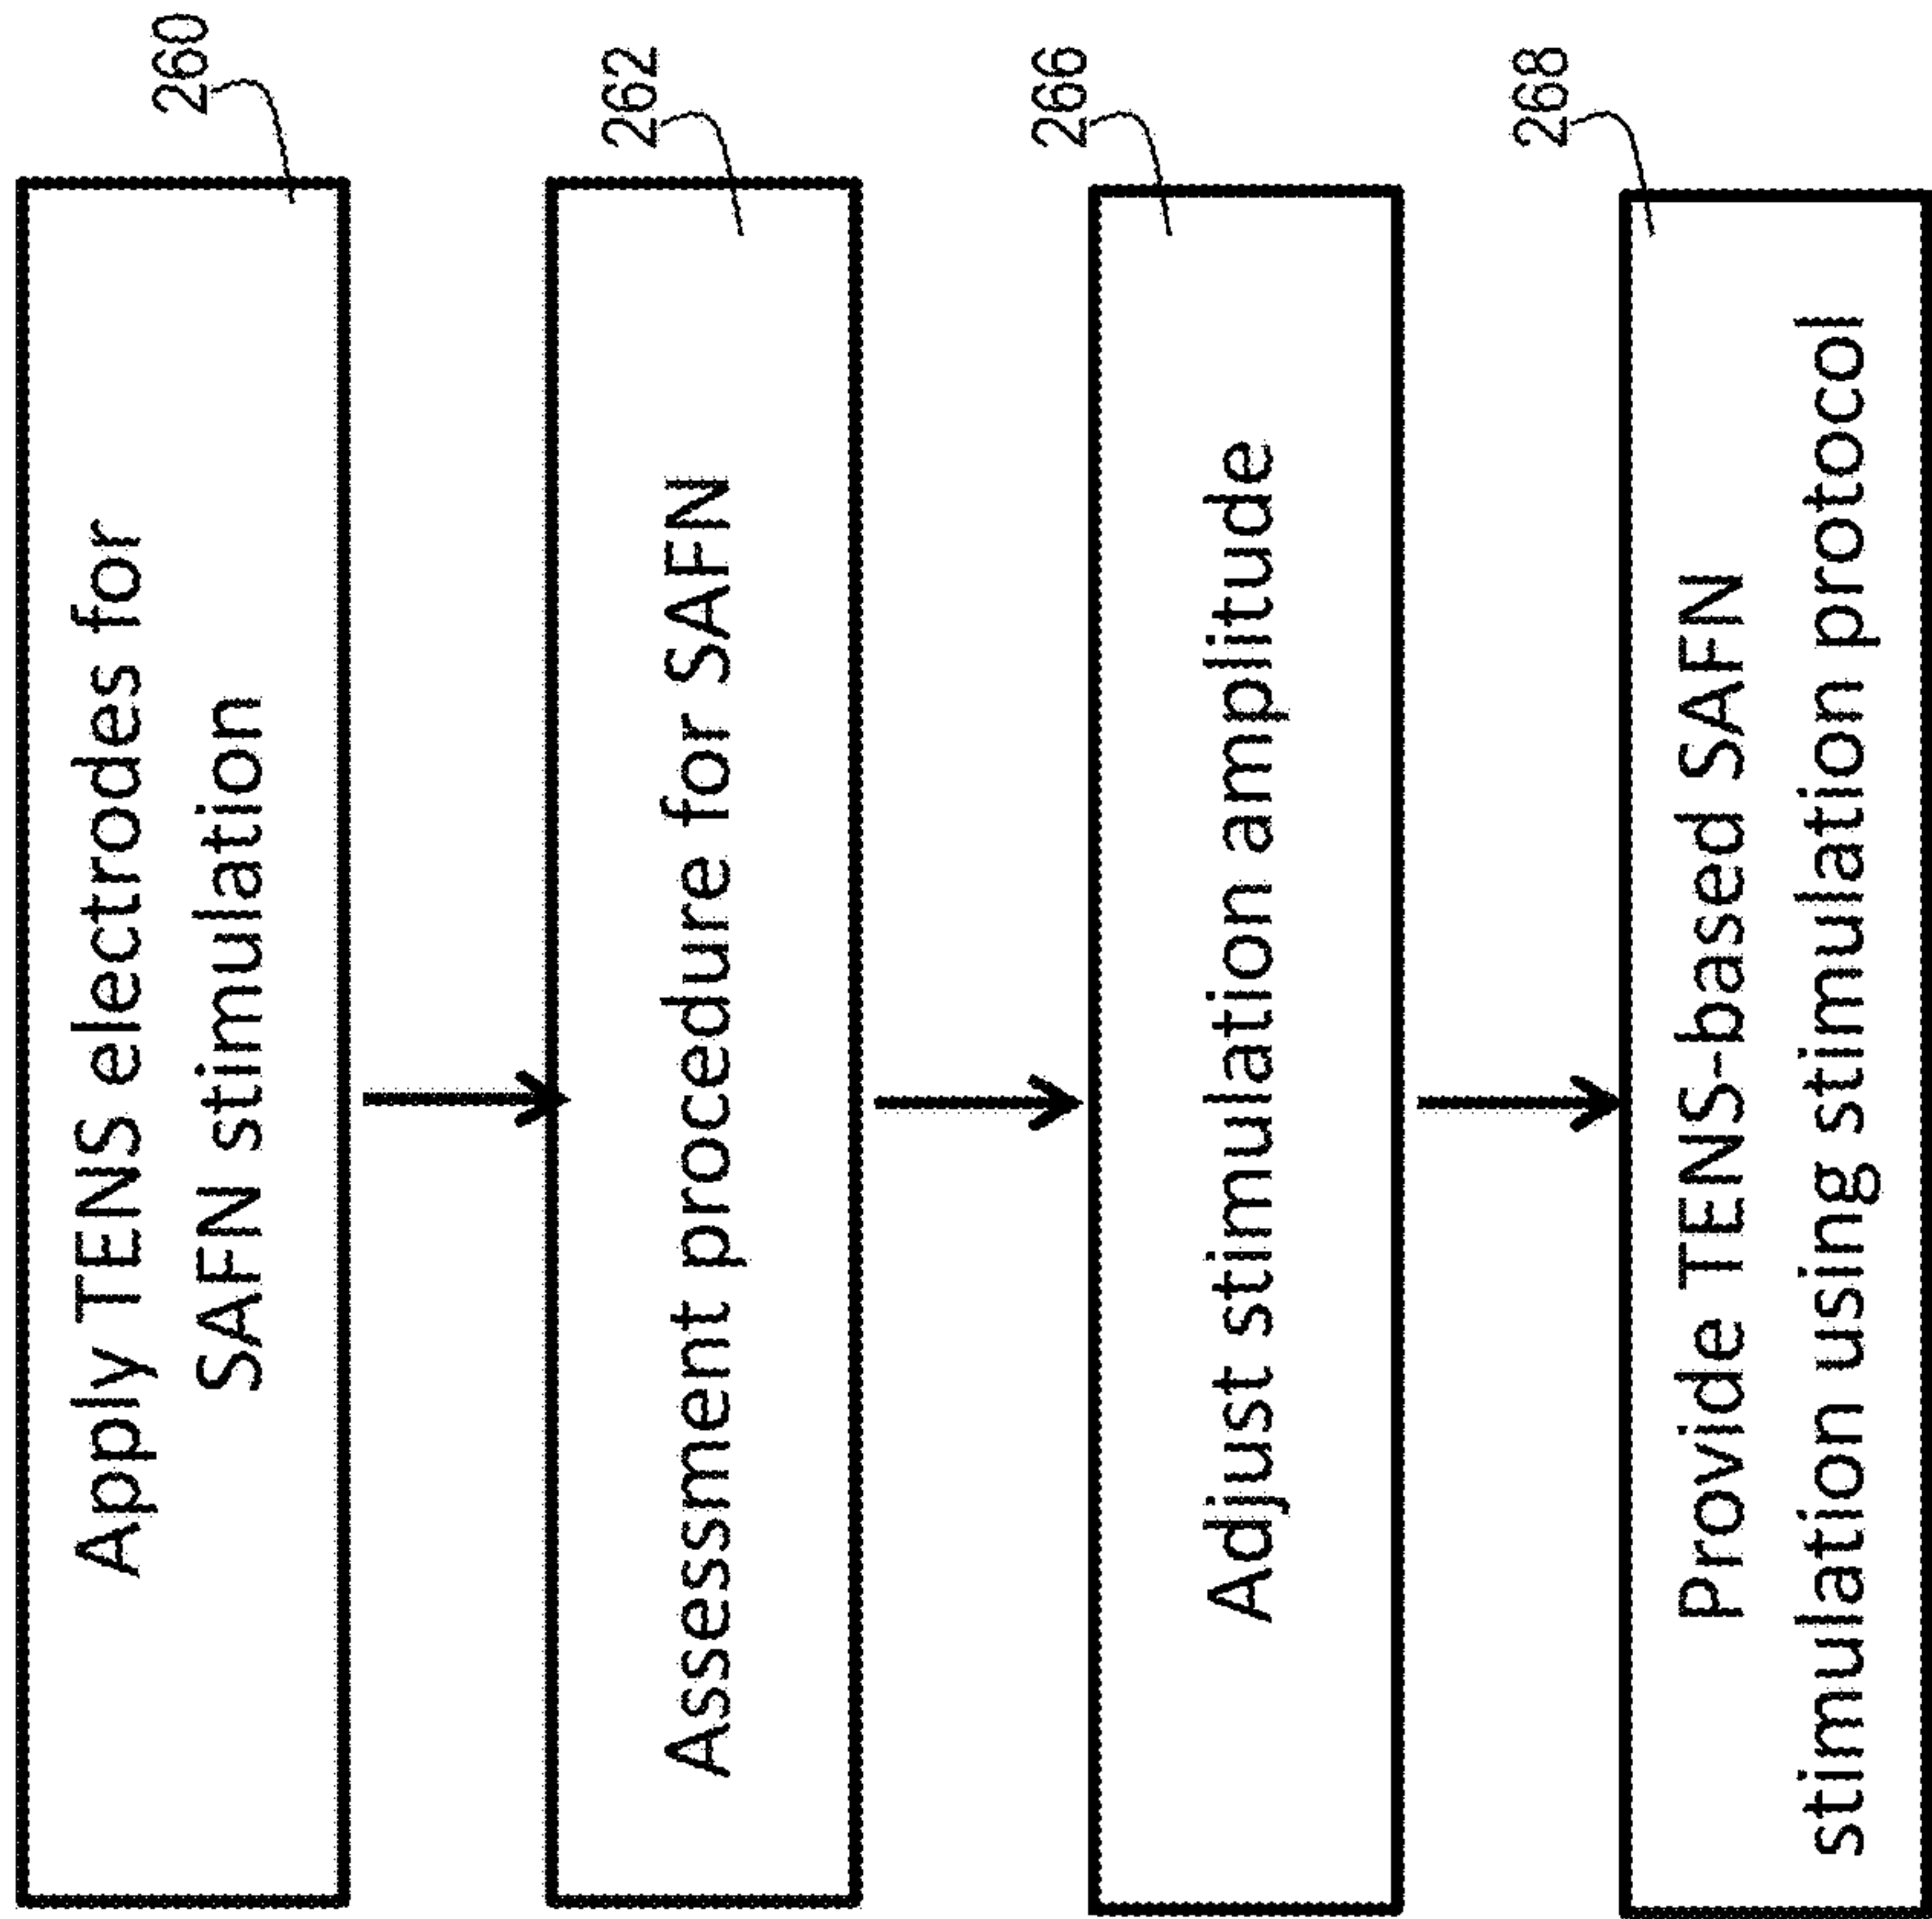 Apply TENS electrodes for
SAFN stimulation
260
Assessment procedure for SAFN
262
Adjust stimulation amplitude
266
Provide TENS-based SAFN
stimulation using stimulation protocol
268